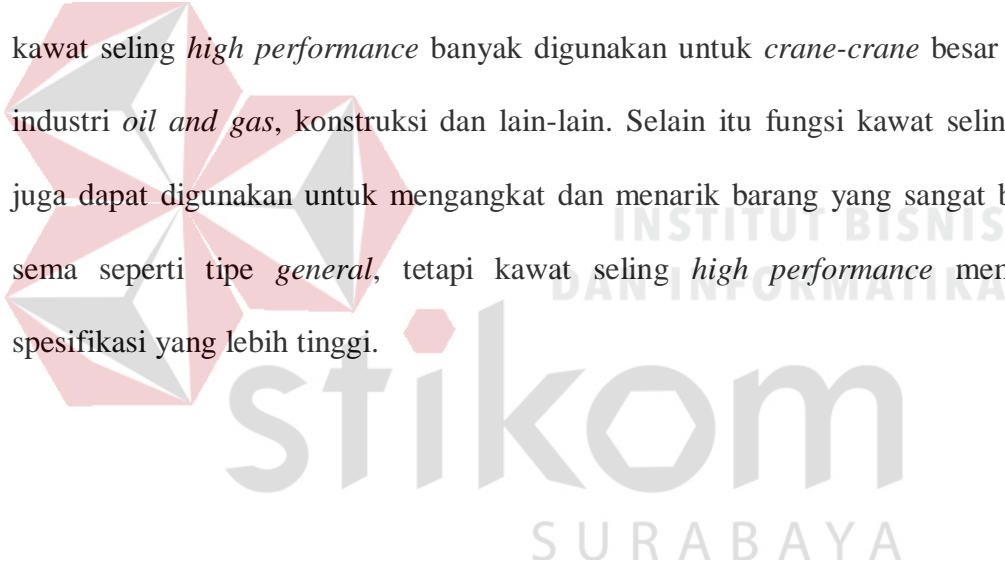 kawat seling high performance banyak digunakan untuk crane-crane besar
industri oil and gas, konstruksi dan lain-lain. Selain itu fungsi kawat
juga dapat digunakan untuk mengangkat dan menarik barang yang sangat
INSTITUT BISNIS
sema seperti tipe general, tetapi kawat seling high performance
DAN INFORMATIKA
spesifikasi yang lebih tinggi.
stikom
SURABAYA